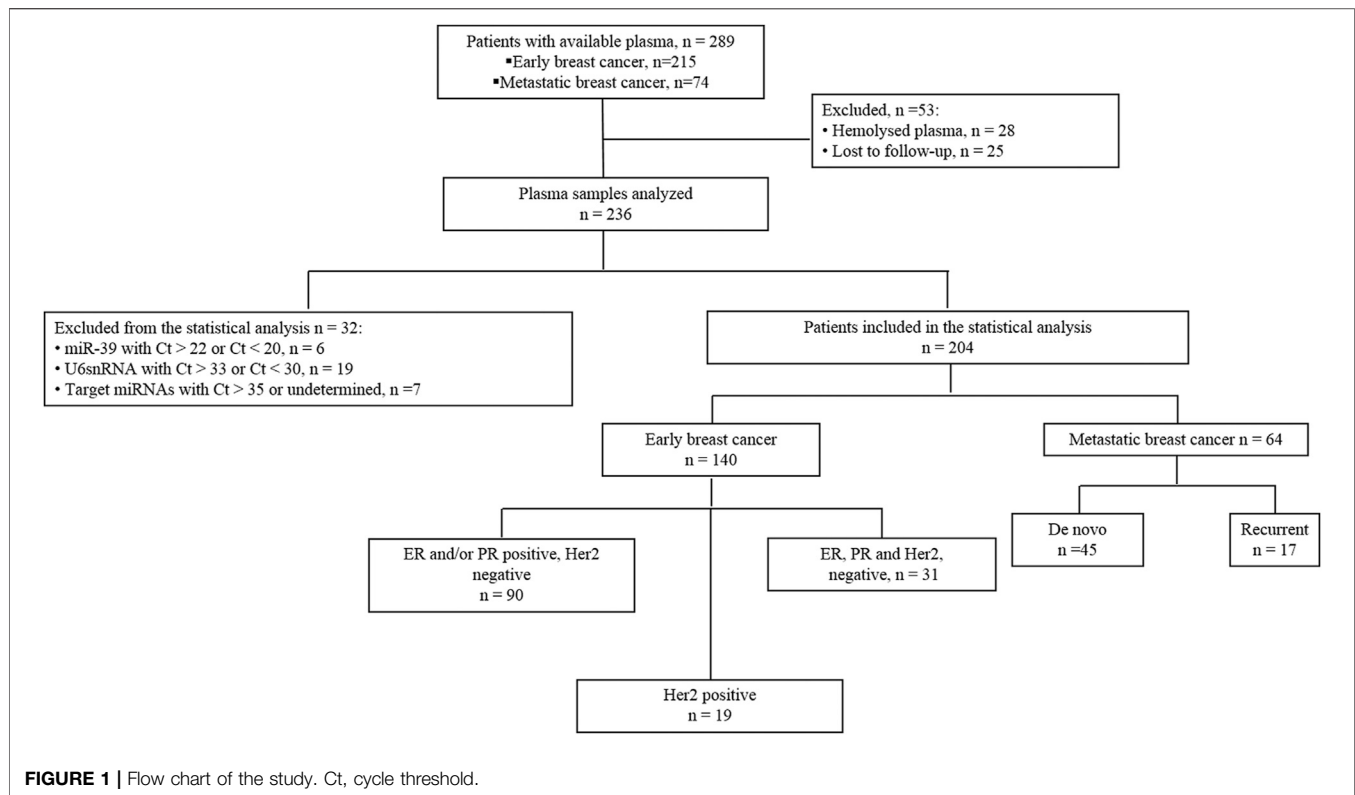 Patients with available plasma, n = 289
▪Early breast cancer, n=215
▪Metastatic breast cancer, n=74
Excluded, n =53:
• Hemolysed plasma, n = 28
• Lost to follow-up, n = 25
Plasma samples analyzed
n = 236
Excluded from the statistical analysis n = 32:
• miR-39 with Ct > 22 or Ct < 20, n = 6
• U6snRNA with Ct > 33 or Ct < 30, n = 19
• Target miRNAs with Ct > 35 or undetermined, n =7
Patients included in the statistical analysis
n = 204
Early breast cancer
n = 140
Metastatic breast cancer n = 64
ER and/or PR positive, Her2
negative
n = 90
ER, PR and Her2,
negative, n = 31
De novo
n =45
Recurrent
n = 17
Her2 positive
n = 19
FIGURE 1 | Flow chart of the study. Ct, cycle threshold.